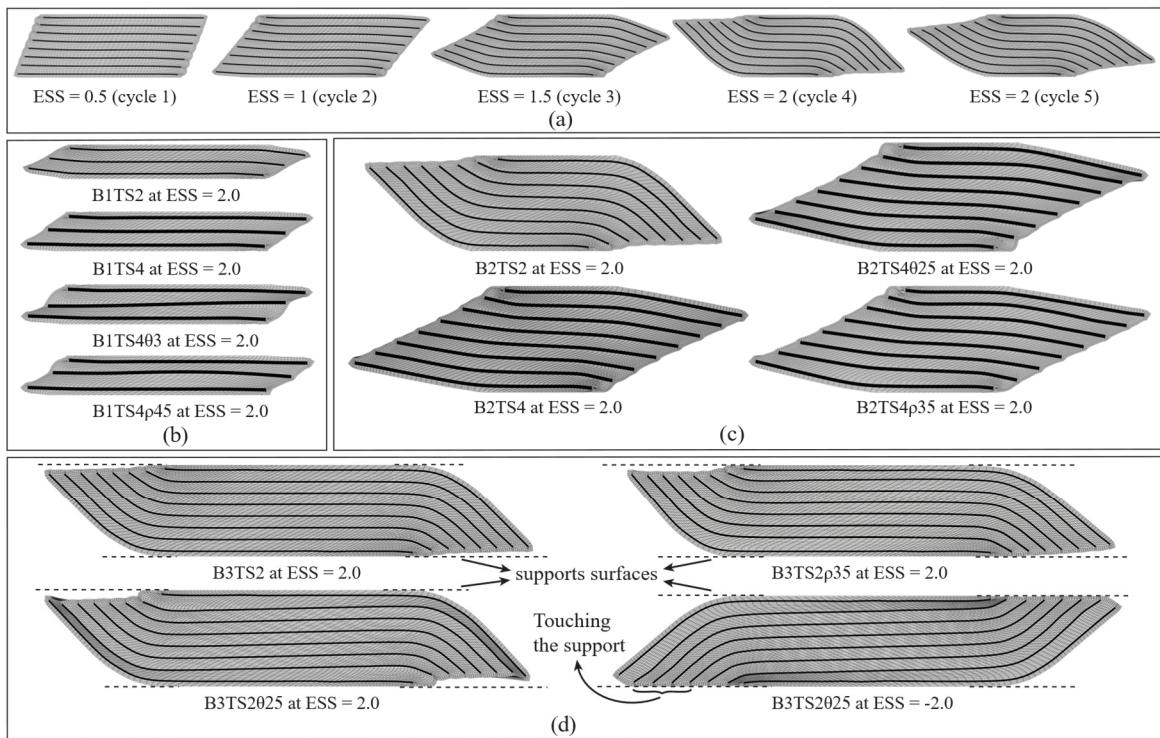 ESS = 0.5 (cycle 1)
ESS = 1 (cycle 2)
ESS = 1.5 (cycle 3)
ESS = 2 (cycle 4)
ESS = 2 (cycle 5)
(a)
B1TS2 at ESS = 2.0
B1TS4 at ESS = 2.0
B1TS4θ3 at ESS = 2.0
B1TS4ρ45 at ESS = 2.0
(b)
B2TS2 at ESS = 2.0
B2TS4θ25 at ESS = 2.0
B2TS4 at ESS = 2.0
B2TS4ρ35 at ESS = 2.0
(c)
B3TS2 at ESS = 2.0
supports surfaces
B3TS2ρ35 at ESS = 2.0
Touching
the support
B3TS2θ25 at ESS = 2.0
B3TS2θ25 at ESS = -2.0
(d)